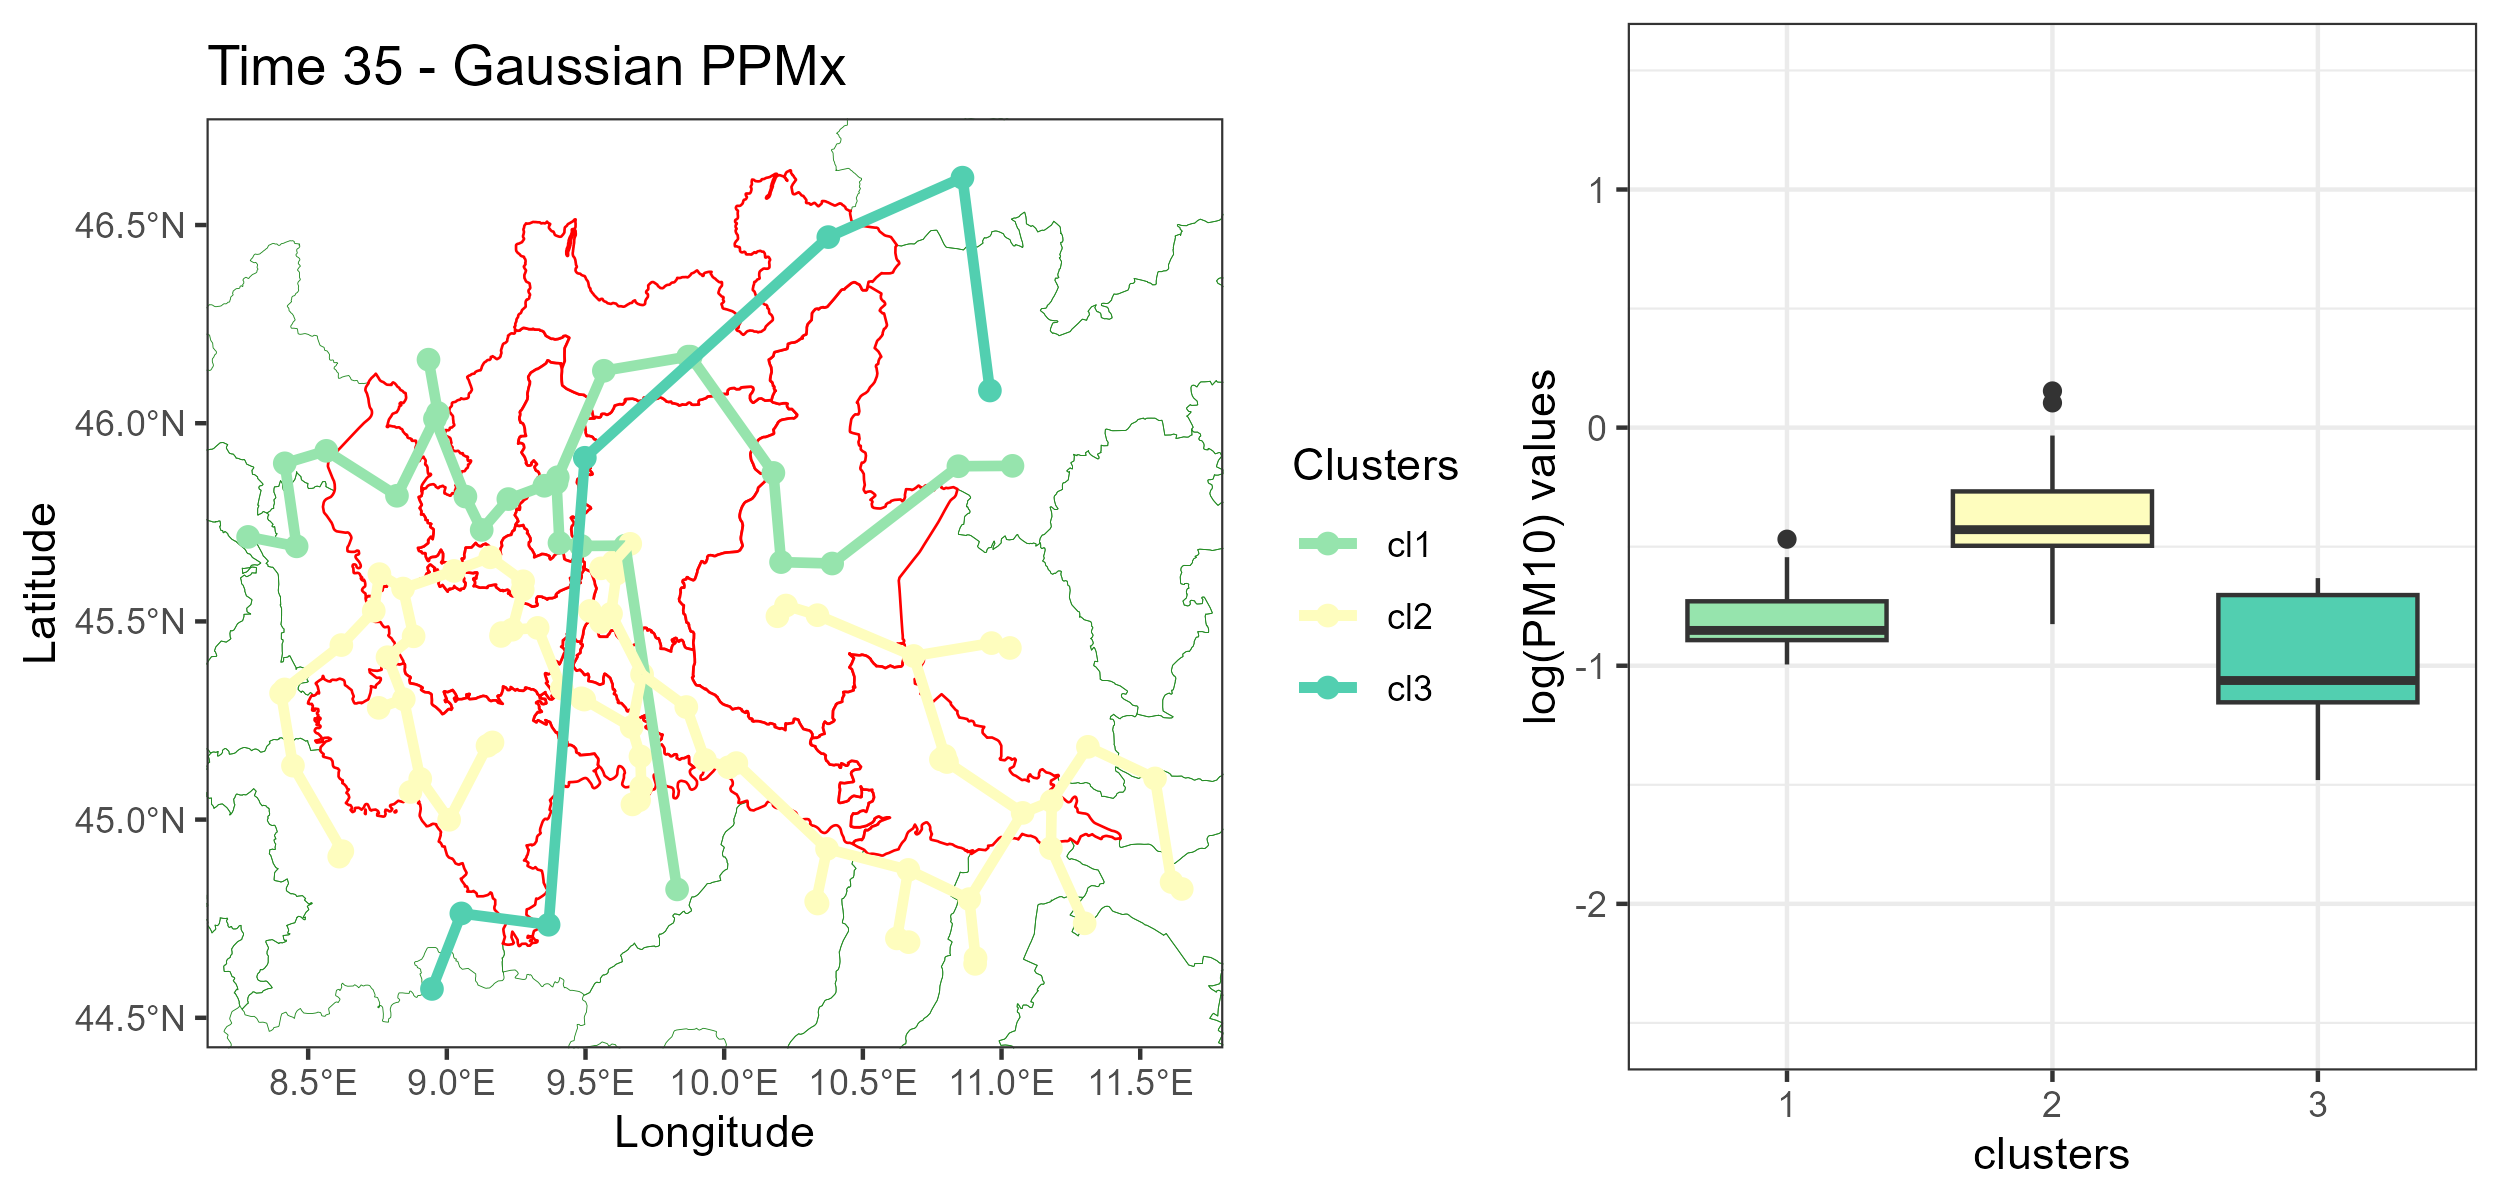 Time 35 - Gaussian PPMx
Latitude
46.5°N
46.0°N
45.5°N
45.0°N
44.5°N
8.5°E 9.0°E 9.5°E 10.0°E 10.5°E 11.0°E 11.5°E
Longitude
Clusters
cl1
cl2
cl3
log(PM10) values
1
0
-1
-2
1 2 3
clusters